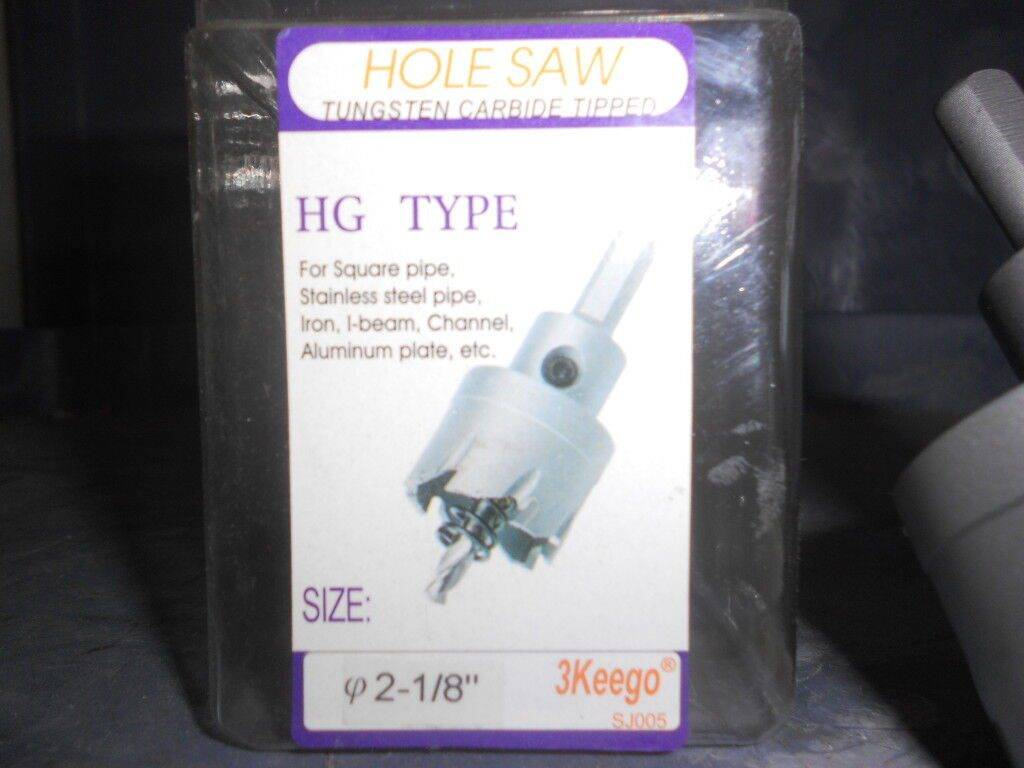 HOLE SAW
TUNGSTEN CARBIDE TIPPED
HG TYPE
For Square pipe,
Stainless steel pipe,
Iron, I-beam, Channel,
Aluminum plate, etc.
SIZE:
φ 2-1/8" 3Keego®
SJ005